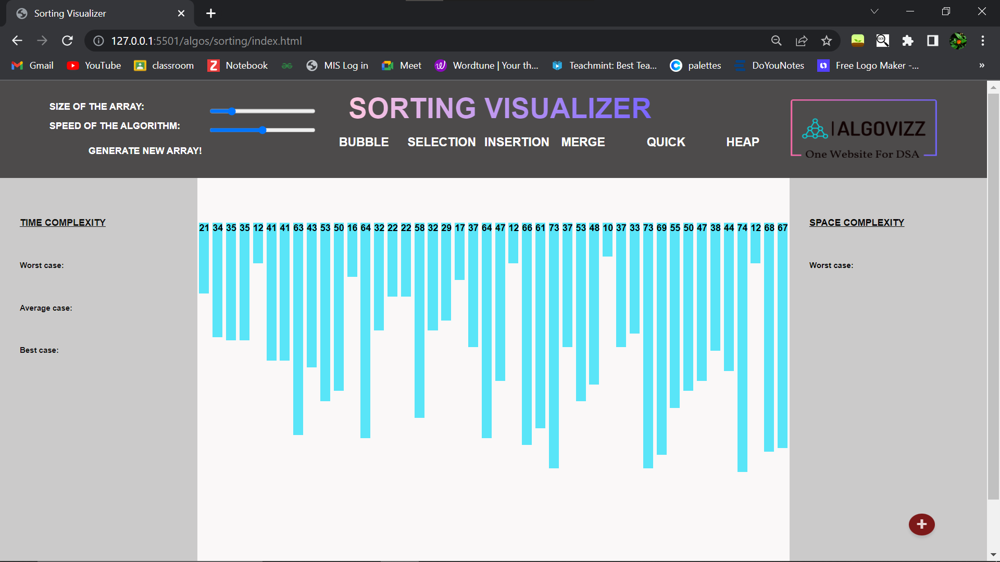 Sorting Visualizer
127.0.0.1:5501/algos/sorting/index.html
Gmail YouTube classroom Notebook MIS Log in Meet Wordtune | Your th... Teachmint: Best Tea... palettes DoYouNotes Free Logo Maker -... »
SIZE OF THE ARRAY:
SPEED OF THE ALGORITHM:
GENERATE NEW ARRAY!
SORTING VISUALIZER
BUBBLE SELECTION INSERTION MERGE QUICK HEAP
ALGOVIZZ
One Website For DSA
TIME COMPLEXITY
Worst case:
Average case:
Best case:
21 34 35 35 12 41 41 63 43 53 50 16 64 32 22 22 58 32 29 17 37 64 47 12 66 61 73 37 53 48 10 37 33 73 69 55 50 47 38 44 74 12 68 67
SPACE COMPLEXITY
Worst case:
+